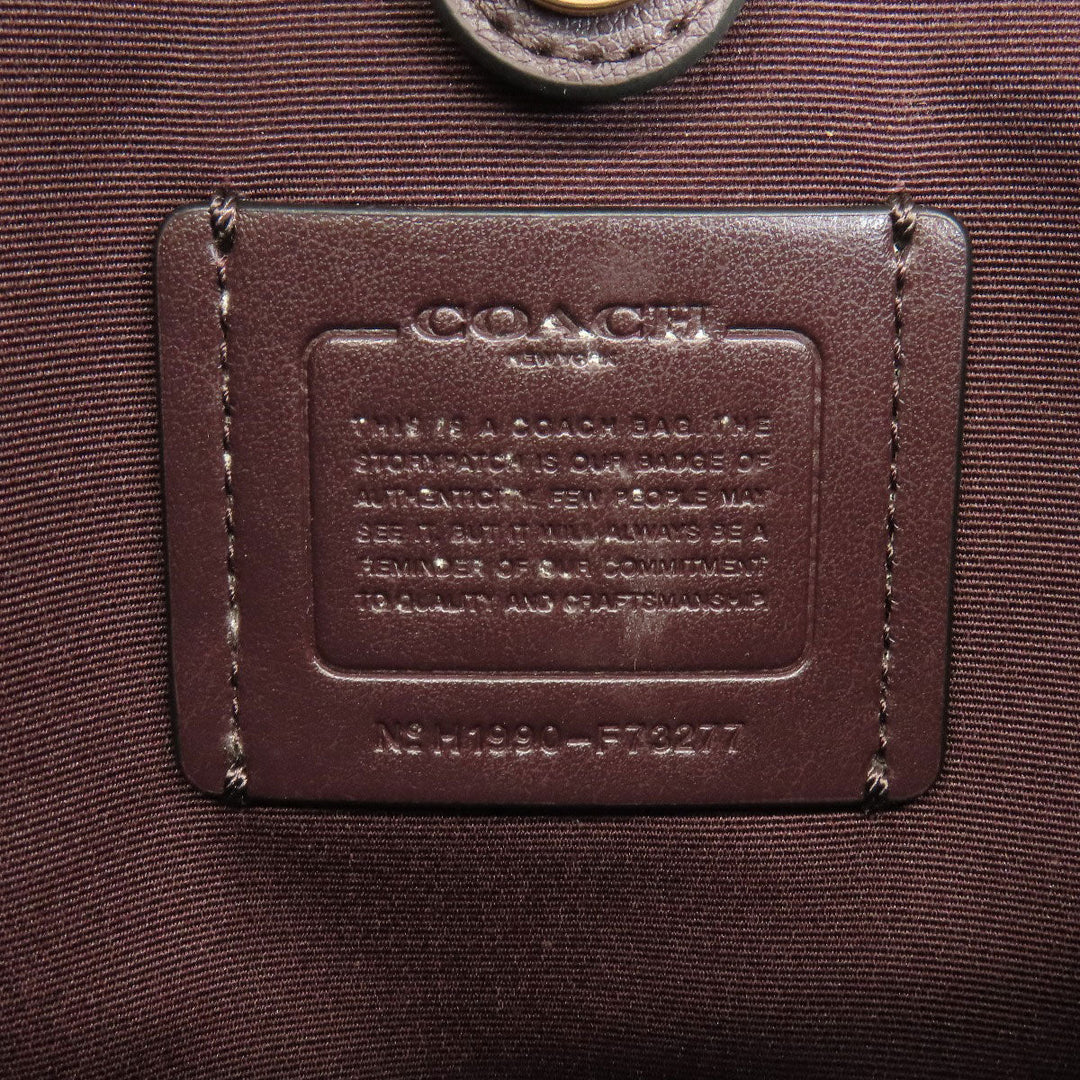 COACH
NEW YORK
THIS IS A COACH BAG. THE
STORYPATCH IS OUR BADGE OF
AUTHENTICITY. FEW PEOPLE MAY
SEE IT, BUT IT WILL ALWAYS BE A
REMINDER OF OUR COMMITMENT
TO QUALITY AND CRAFTSMANSHIP.
Nº H1990-F73277